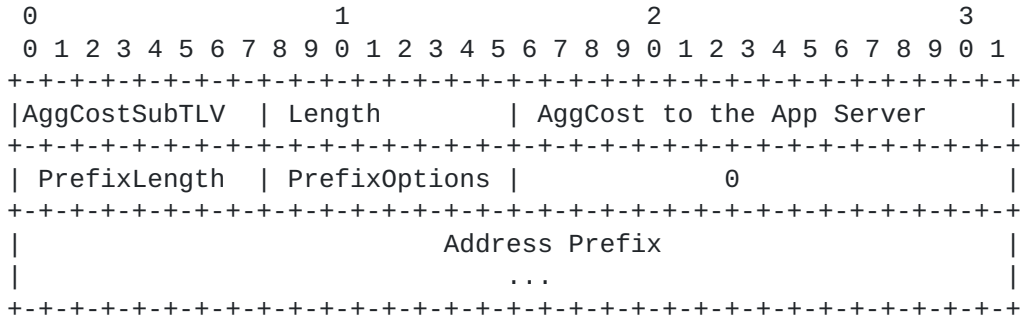 0                   1                   2                   3
 0 1 2 3 4 5 6 7 8 9 0 1 2 3 4 5 6 7 8 9 0 1 2 3 4 5 6 7 8 9 0 1
+-+-+-+-+-+-+-+-+-+-+-+-+-+-+-+-+-+-+-+-+-+-+-+-+-+-+-+-+-+-+-+-+
|AggCostSubTLV  | Length        | AggCost to the App Server     |
+-+-+-+-+-+-+-+-+-+-+-+-+-+-+-+-+-+-+-+-+-+-+-+-+-+-+-+-+-+-+-+-+
| PrefixLength  | PrefixOptions |             0                 |
+-+-+-+-+-+-+-+-+-+-+-+-+-+-+-+-+-+-+-+-+-+-+-+-+-+-+-+-+-+-+-+-+
|                           Address Prefix                      |
|                               ...                             |
+-+-+-+-+-+-+-+-+-+-+-+-+-+-+-+-+-+-+-+-+-+-+-+-+-+-+-+-+-+-+-+-+